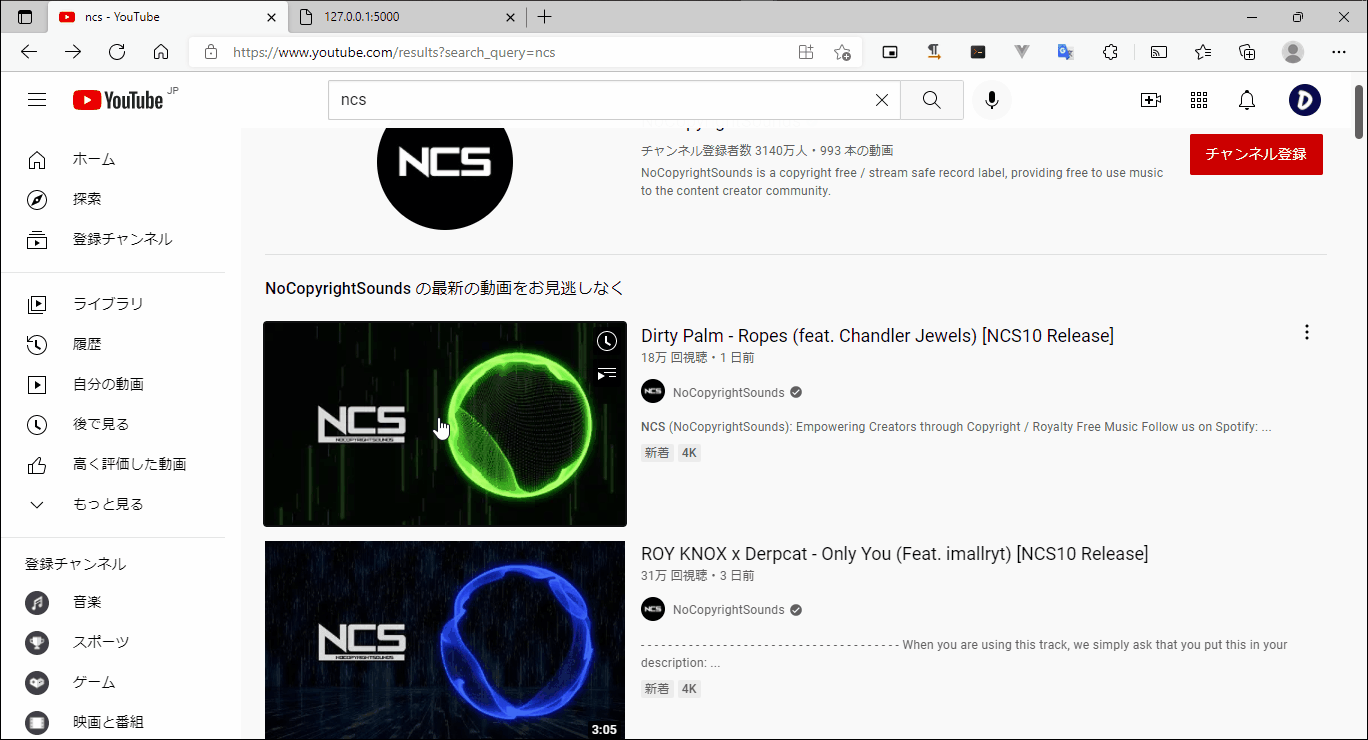 ncs - YouTube
127.0.0.1:5000
https://www.youtube.com/results?search_query=ncs
YouTube JP
ncs
ホーム
探索
登録チャンネル
ライブラリ
履歴
自分の動画
後で見る
高く評価した動画
もっと見る
登録チャンネル
音楽
スポーツ
ゲーム
映画と番組
NCS
チャンネル登録者数 3140万人・993 本の動画
NoCopyrightSounds is a copyright free / stream safe record label, providing free to use music
to the content creator community.
チャンネル登録
NoCopyrightSounds の最新の動画をお見逃しなく
NCS
NOCOPYRIGHTSOUNDS
Dirty Palm - Ropes (feat. Chandler Jewels) [NCS10 Release]
18万 回視聴・1 日前
NCS
NoCopyrightSounds
NCS (NoCopyrightSounds): Empowering Creators through Copyright / Royalty Free Music Follow us on Spotify: ...
新着 4K
NCS
NOCOPYRIGHTSOUNDS
3:05
ROY KNOX x Derpcat - Only You (Feat. imallryt) [NCS10 Release]
31万 回視聴・3 日前
NCS
NoCopyrightSounds
- - - - - - - - - - - - - - - - - - - - - - - - - - - - - - - - - - - - - When you are using this track, we simply ask that you put this in your
description: ...
新着 4K